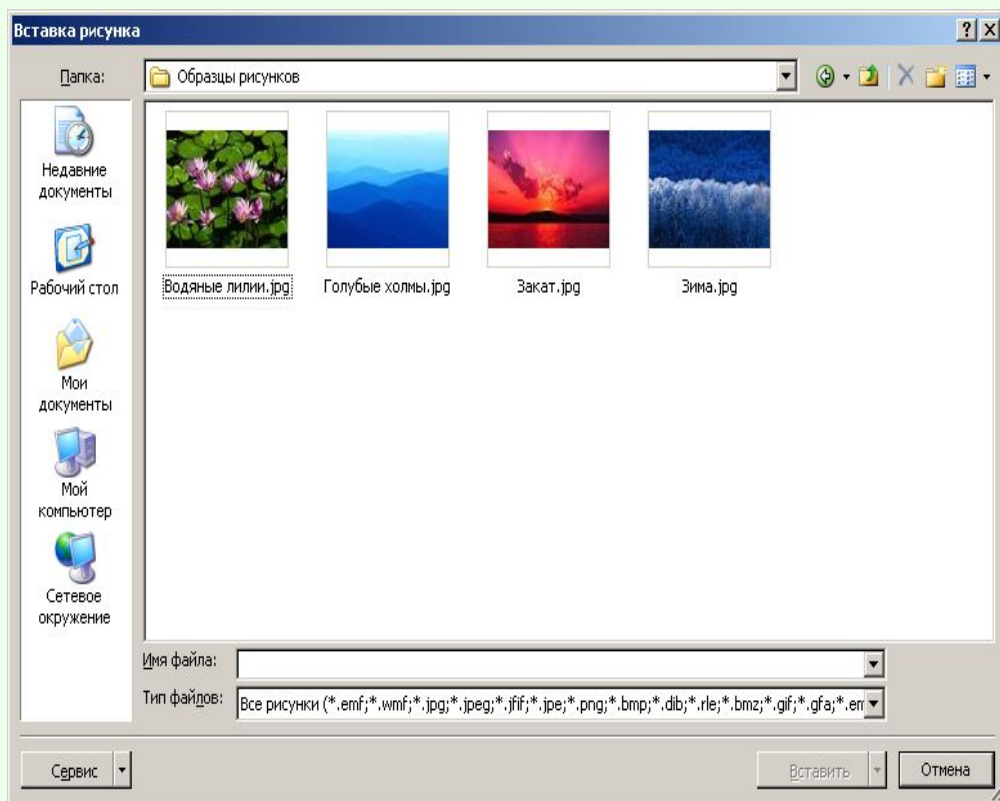 Вставка рисунка
Папка:
Образцы рисунков
Недавние
документы
Рабочий стол
Мои
документы
Мой
компьютер
Сетевое
окружение
Водяные лилии.jpg
Голубые холмы.jpg
Закат.jpg
Зима.jpg
Имя файла:
Тип файлов:
Все рисунки (*.emf;*.wmf;*.jpg;*.jpeg;*.jfif;*.jpe;*.png;*.bmp;*.dib;*.rle;*.bmz;*.gif;*.gfa;*.em
Сервис
Вставить
Отмена